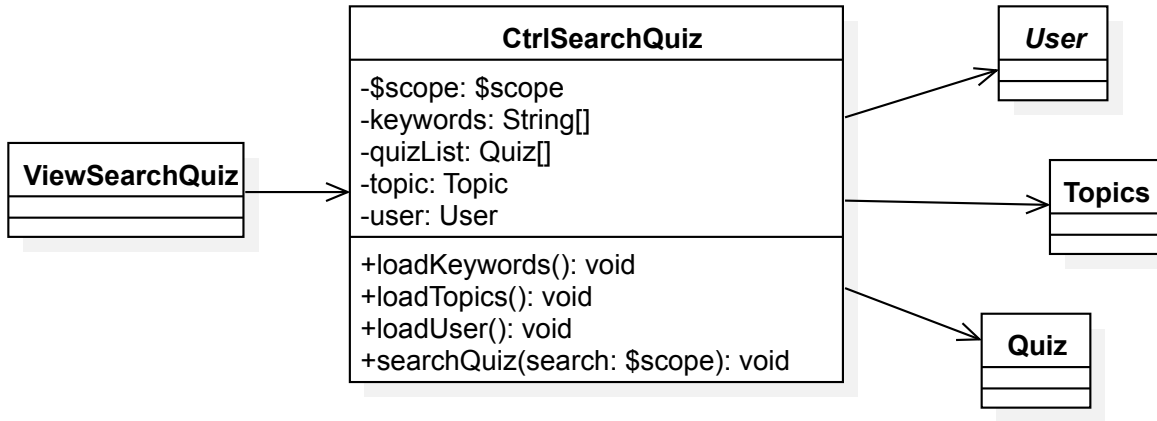 ViewSearchQuiz
CtrlSearchQuiz
-$scope: $scope
-keywords: String[]
-quizList: Quiz[]
-topic: Topic
-user: User
+loadKeywords(): void
+loadTopics(): void
+loadUser(): void
+searchQuiz(search: $scope): void
User
Topics
Quiz